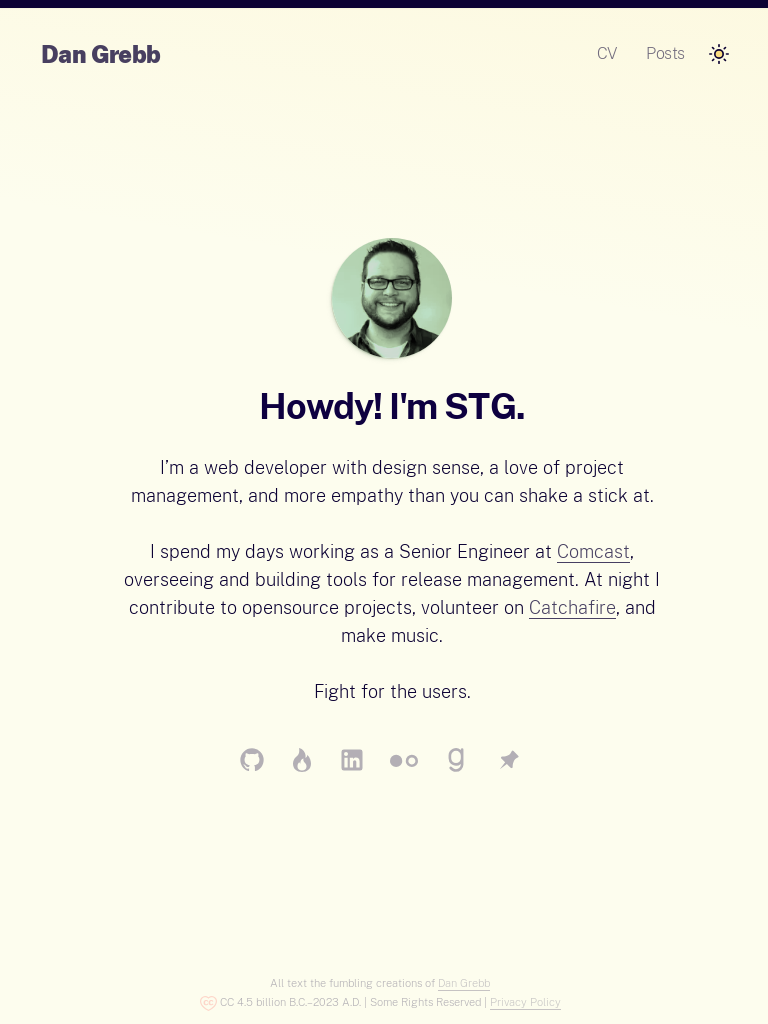 Dan Grebb
CV
Posts
Howdy! I'm STG.
I’m a web developer with design sense, a love of project
management, and more empathy than you can shake a stick at.
I spend my days working as a Senior Engineer at Comcast,
overseeing and building tools for release management. At night I
contribute to opensource projects, volunteer on Catchafire, and
make music.
Fight for the users.
All text the fumbling creations of Dan Grebb
CC 4.5 billion B.C.–2023 A.D. | Some Rights Reserved | Privacy Policy